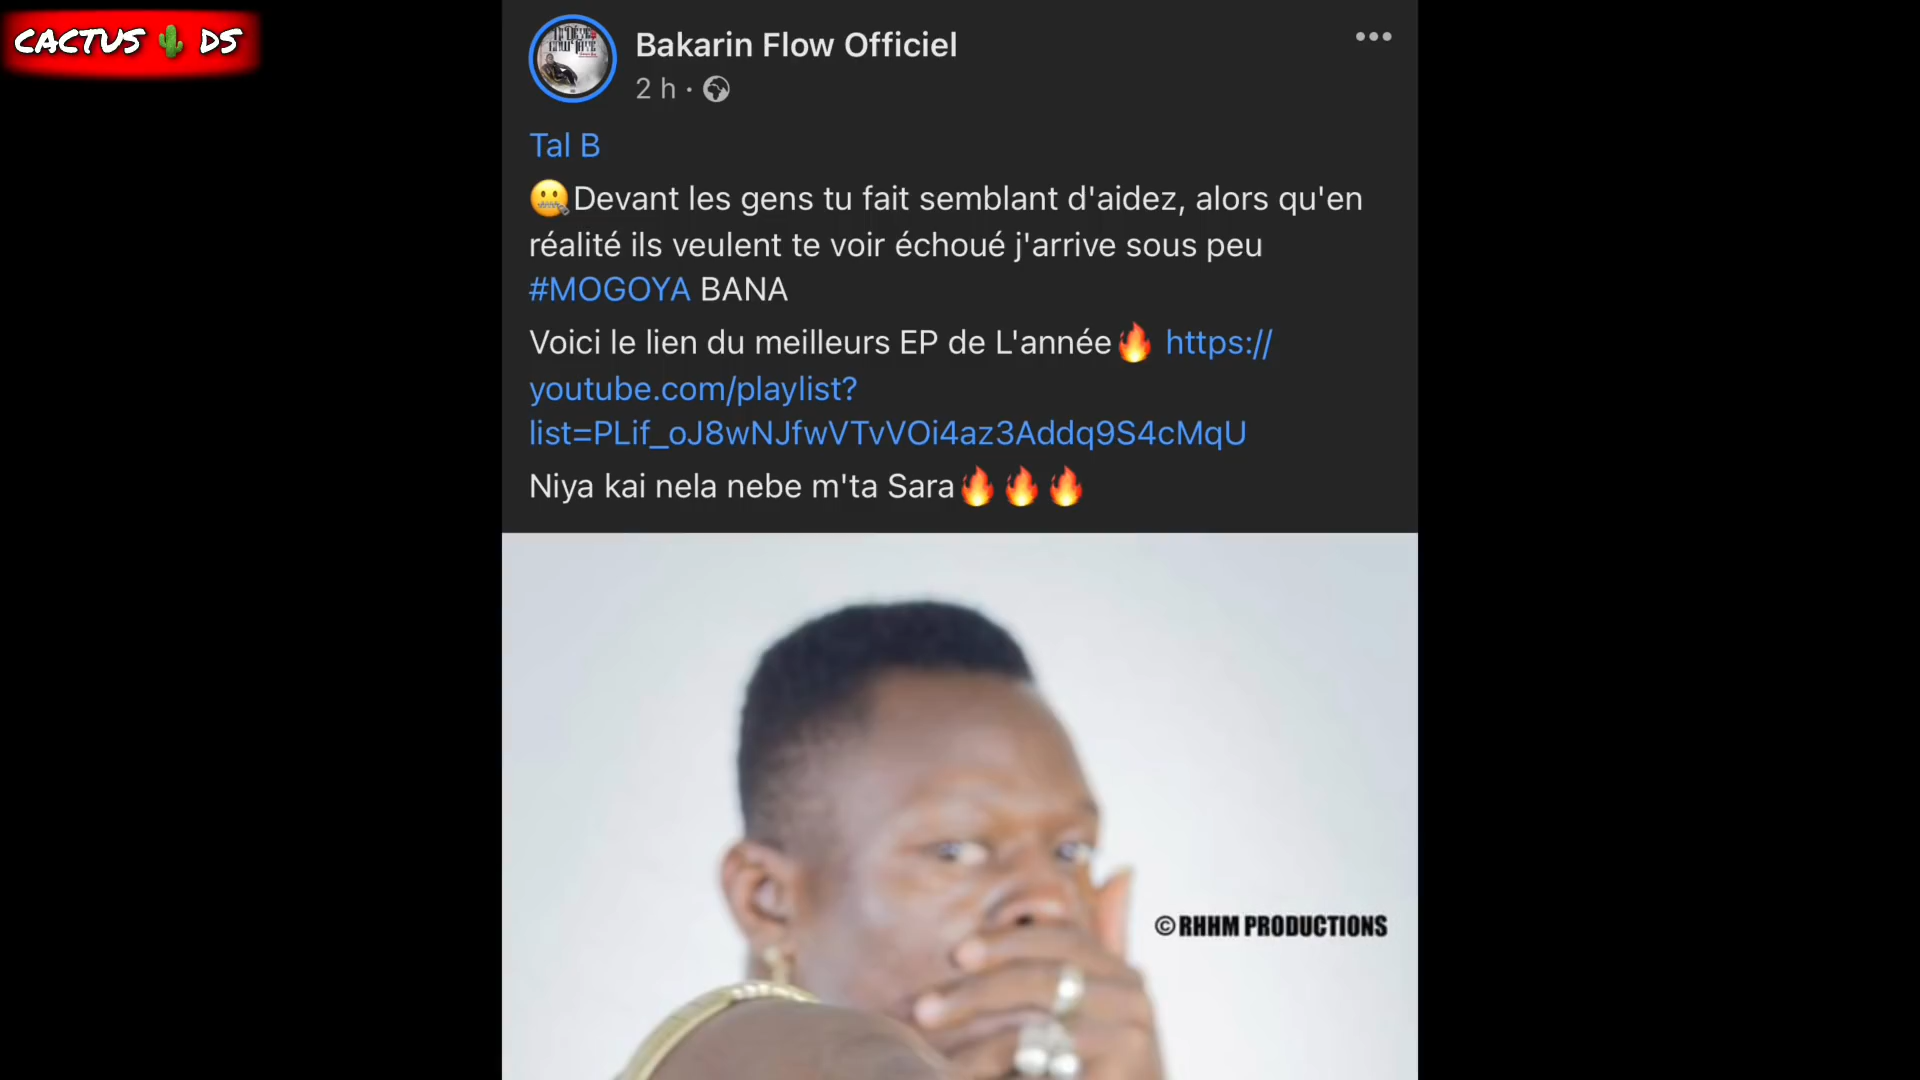 CACTUS 🌵 DS
Bakarin Flow Officiel
2 h ·
Tal B
🤐Devant les gens tu fait semblant d'aidez, alors qu'en
réalité ils veulent te voir échoué j'arrive sous peu
#MOGOYA BANA
Voici le lien du meilleurs EP de L'année🔥 https://
youtube.com/playlist?
list=PLif_oJ8wNJfwVTvVOi4az3Addq9S4cMqU
Niya kai nela nebe m'ta Sara🔥🔥🔥
©RHHM PRODUCTIONS